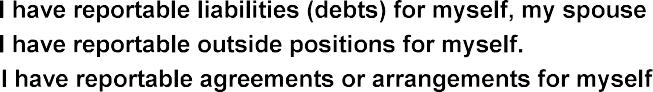 I have reportable liabilities (debts) for myself, my spouse
I have reportable outside positions for myself.
I have reportable agreements or arrangements for myself